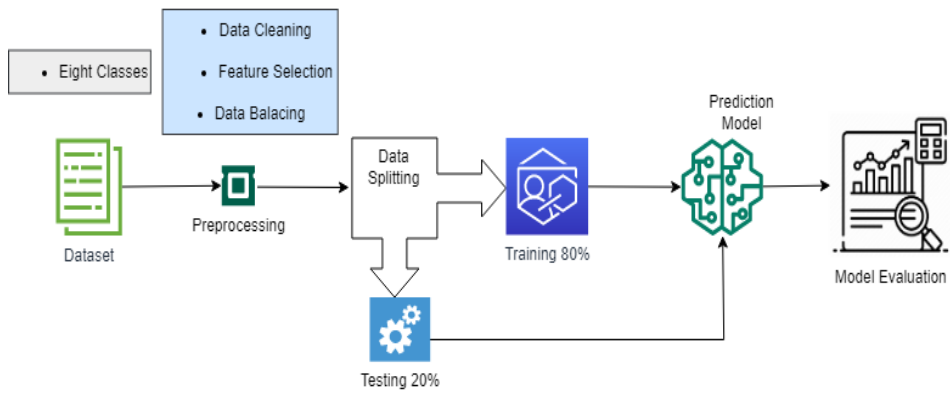 • Eight Classes
• Data Cleaning
• Feature Selection
• Data Balacing
Dataset
Preprocessing
Data
Splitting
Training 80%
Testing 20%
Prediction
Model
Model Evaluation